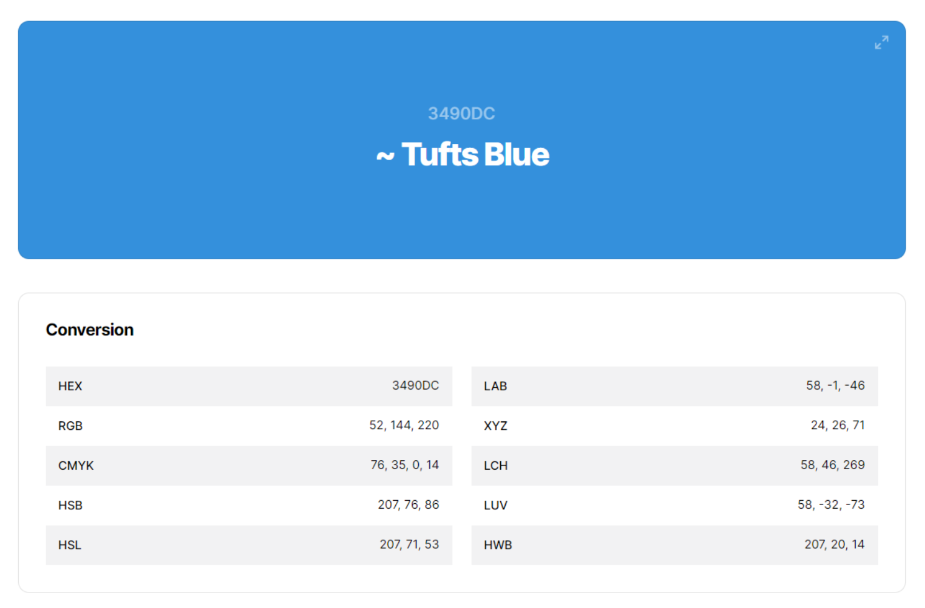 3490DC
~ Tufts Blue
Conversion
HEX 3490DC
RGB 52, 144, 220
CMYK 76, 35, 0, 14
HSB 207, 76, 86
HSL 207, 71, 53
LAB 58, -1, -46
XYZ 24, 26, 71
LCH 58, 46, 269
LUV 58, -32, -73
HWB 207, 20, 14